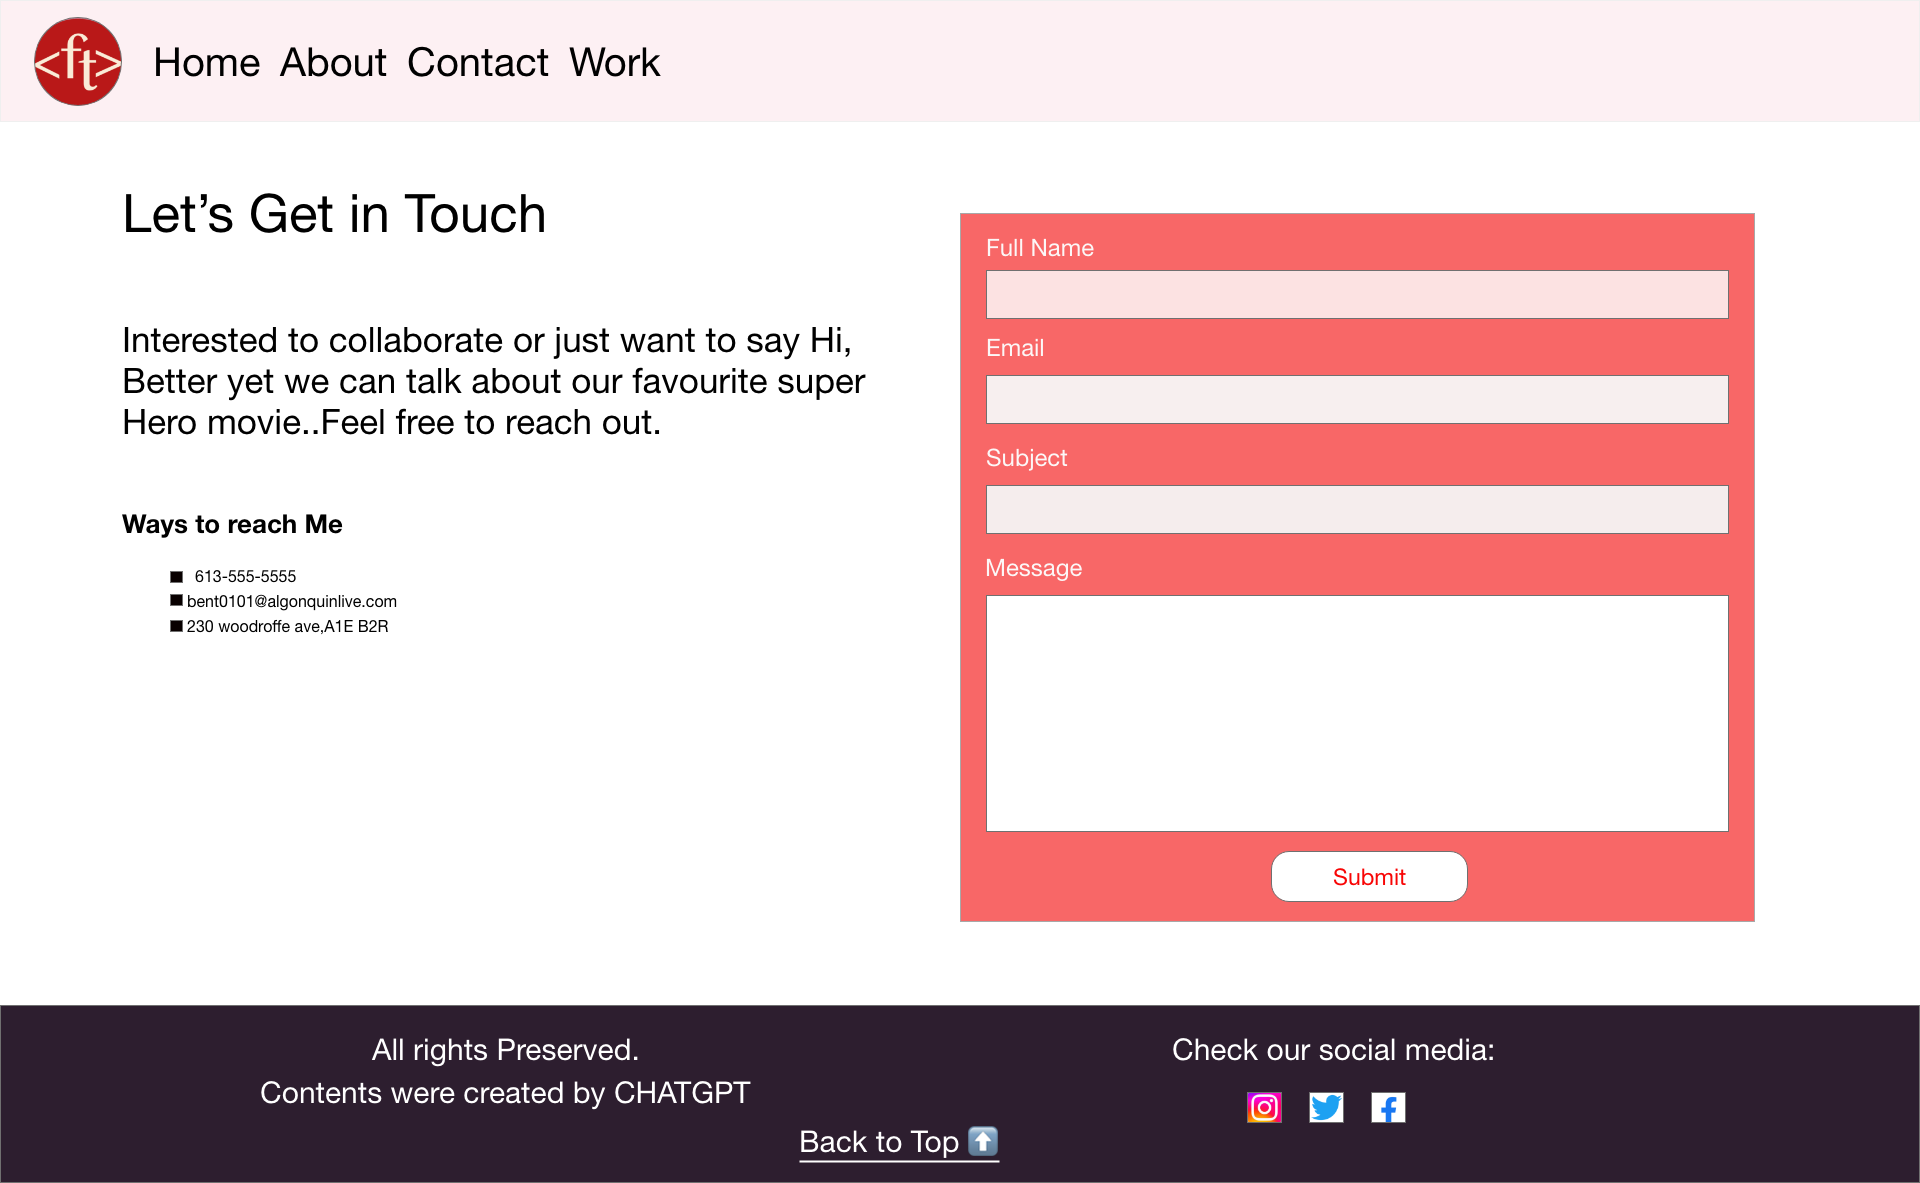 <ft>
Home About Contact Work
Let’s Get in Touch
Interested to collaborate or just want to say Hi,
Better yet we can talk about our favourite super
Hero movie..Feel free to reach out.
Ways to reach Me
613-555-5555
bent0101@algonquinlive.com
230 woodroffe ave,A1E B2R
Full Name
Email
Subject
Message
Submit
All rights Preserved.
Contents were created by CHATGPT
Check our social media:
Back to Top ⬆️